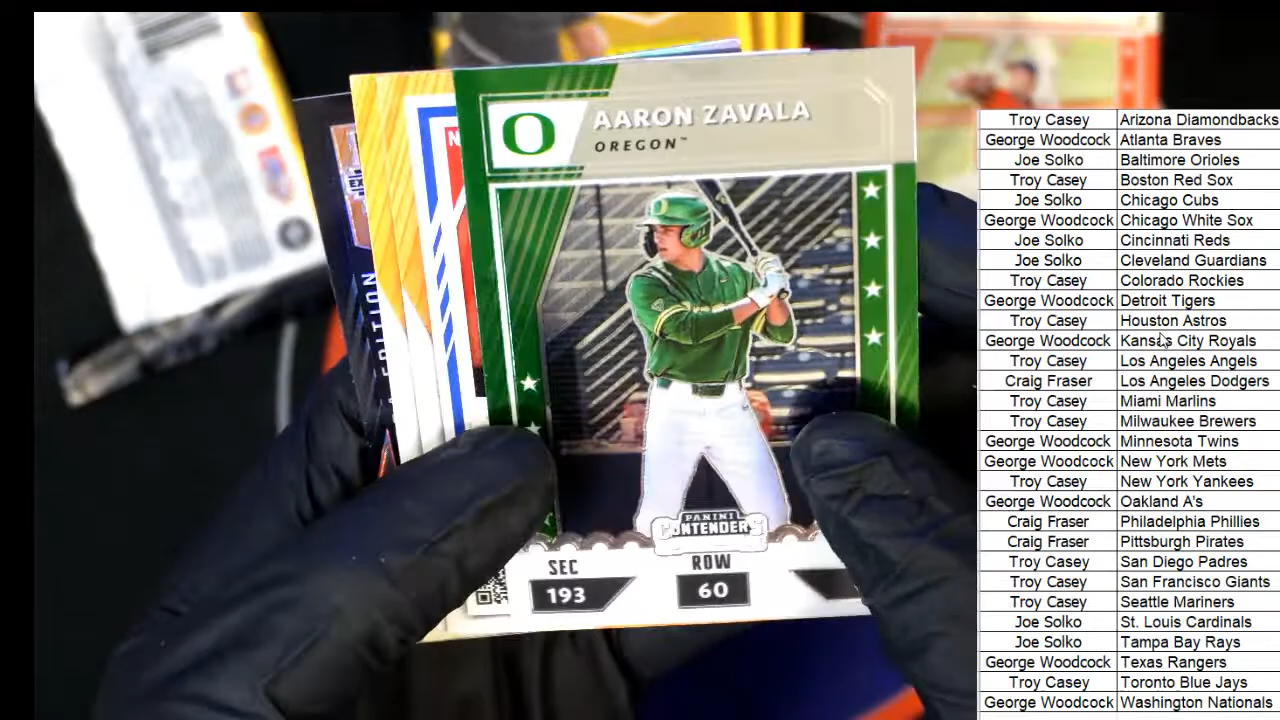 O
AARON ZAVALA
OREGON™
N
EDITION
PANINI
CONTENDERS
SEC
ROW
193
60
Troy Casey Arizona Diamondbacks
George Woodcock Atlanta Braves
Joe Solko Baltimore Orioles
Troy Casey Boston Red Sox
Joe Solko Chicago Cubs
George Woodcock Chicago White Sox
Joe Solko Cincinnati Reds
Joe Solko Cleveland Guardians
Troy Casey Colorado Rockies
George Woodcock Detroit Tigers
Troy Casey Houston Astros
George Woodcock Kansas City Royals
Troy Casey Los Angeles Angels
Craig Fraser Los Angeles Dodgers
Troy Casey Miami Marlins
Troy Casey Milwaukee Brewers
George Woodcock Minnesota Twins
George Woodcock New York Mets
Troy Casey New York Yankees
George Woodcock Oakland A's
Craig Fraser Philadelphia Phillies
Craig Fraser Pittsburgh Pirates
Troy Casey San Diego Padres
Troy Casey San Francisco Giants
Troy Casey Seattle Mariners
Joe Solko St. Louis Cardinals
Joe Solko Tampa Bay Rays
George Woodcock Texas Rangers
Troy Casey Toronto Blue Jays
George Woodcock Washington Nationals